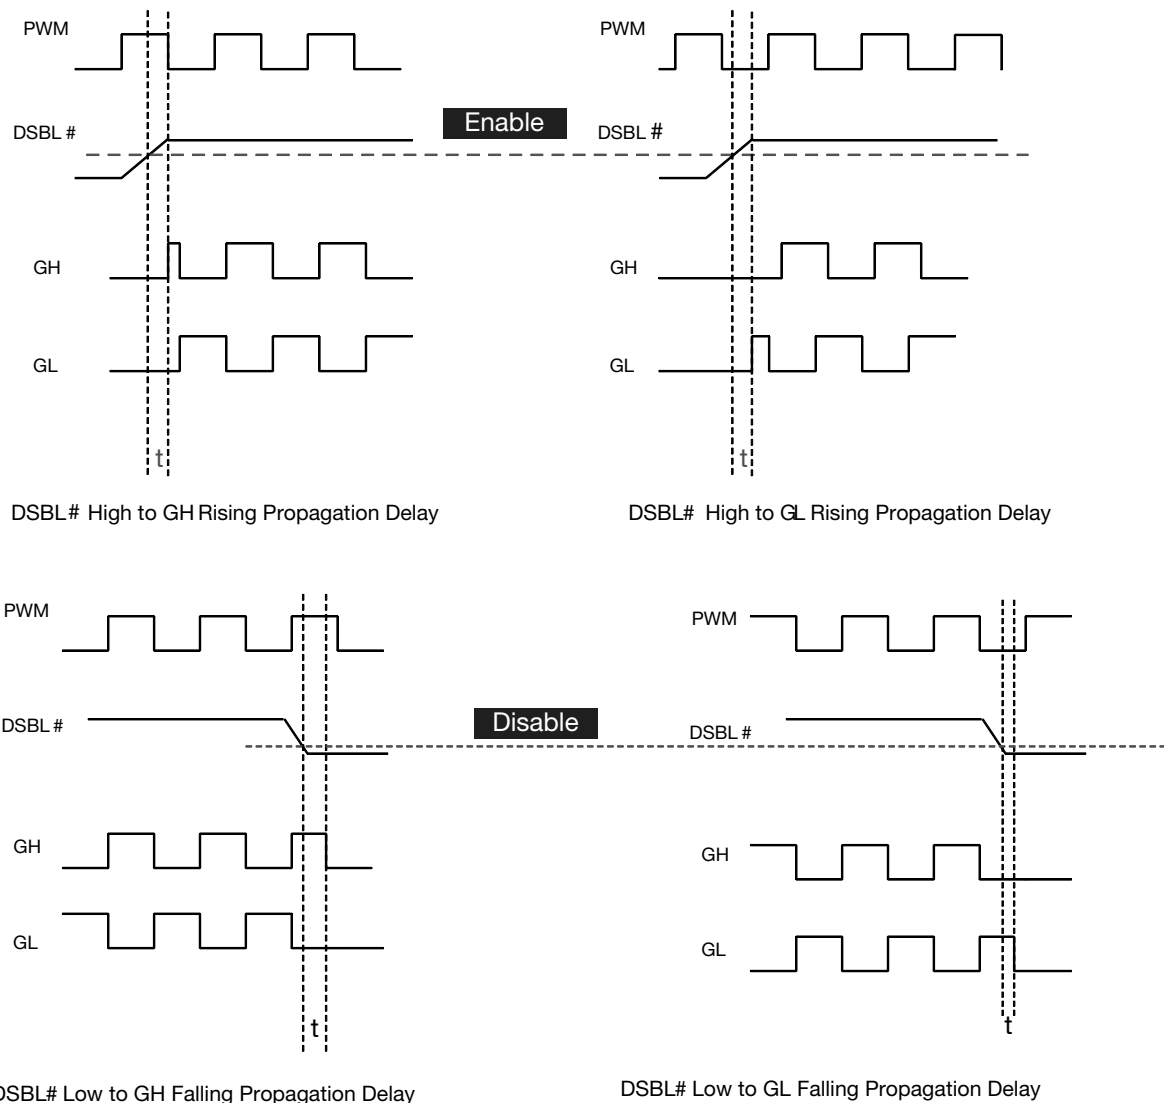 PWM
PWM
DSBL #
Enable
DSBL #
GH
GH
GL
GL
t
t
DSBL# High to GH Rising Propagation Delay
DSBL# High to GL Rising Propagation Delay
PWM
PWM
DSBL #
Disable
DSBL #
GH
GH
GL
GL
t
t
DSBL# Low to GH Falling Propagation Delay
DSBL# Low to GL Falling Propagation Delay